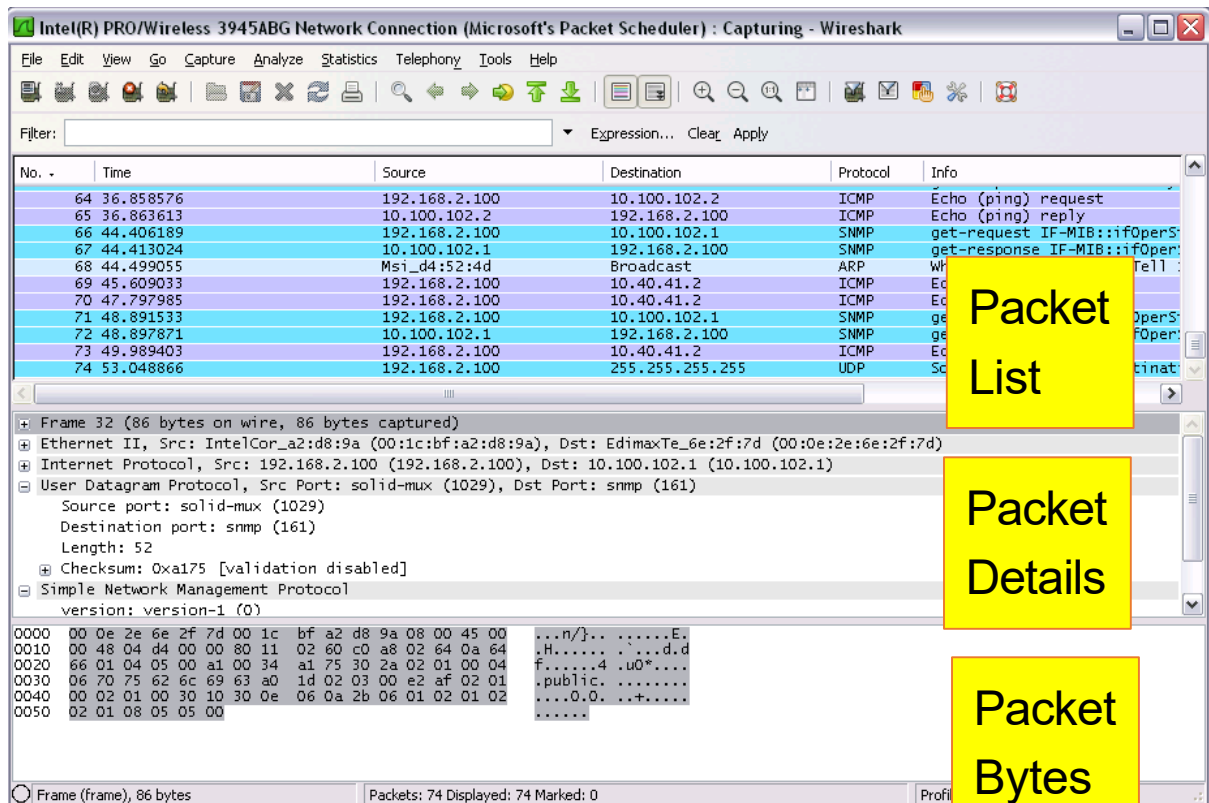 Intel(R) PRO/Wireless 3945ABG Network Connection (Microsoft's Packet Scheduler) : Capturing - Wireshark
File Edit View Go Capture Analyze Statistics Telephony Tools Help
Filter: Expression... Clear Apply
No. Time Source Destination Protocol Info
64 36.858576 192.168.2.100 10.100.102.2 ICMP Echo (ping) request
65 36.863613 10.100.102.2 192.168.2.100 ICMP Echo (ping) reply
66 44.406189 192.168.2.100 10.100.102.1 SNMP get-request IF-MIB::ifOperS
67 44.413024 10.100.102.1 192.168.2.100 SNMP get-response IF-MIB::ifOper
68 44.499055 Msi_d4:52:4d Broadcast ARP Tell
69 45.609033 192.168.2.100 10.40.41.2 ICMP
70 47.797985 192.168.2.100 10.40.41.2 ICMP
71 48.891533 192.168.2.100 10.100.102.1 SNMP
72 48.897871 10.100.102.1 192.168.2.100 SNMP
73 49.989403 192.168.2.100 10.40.41.2 ICMP
74 53.048866 192.168.2.100 255.255.255.255 UDP
Packet
List
Frame 32 (86 bytes on wire, 86 bytes captured)
Ethernet II, Src: IntelCor_a2:d8:9a (00:1c:bf:a2:d8:9a), Dst: EdimaxTe_6e:2f:7d (00:0e:2e:6e:2f:7d)
Internet Protocol, Src: 192.168.2.100 (192.168.2.100), Dst: 10.100.102.1 (10.100.102.1)
User Datagram Protocol, Src Port: solid-mux (1029), Dst Port: snmp (161)
Source port: solid-mux (1029)
Destination port: snmp (161)
Length: 52
Checksum: 0xa175 [validation disabled]
Simple Network Management Protocol
version: version-1 (0)
Packet
Details
0000 00 0e 2e 6e 2f 7d 00 1c bf a2 d8 9a 08 00 45 00 ...n/}.. ......E.
0010 00 48 04 d4 00 00 80 11 02 60 c0 a8 02 64 0a 64 .H...... .`...d.d
0020 66 01 04 05 00 a1 00 34 a1 75 30 2a 02 01 00 04 f......4 .u0*....
0030 06 70 75 62 6c 69 63 a0 1d 02 03 00 e2 af 02 01 .public. ........
0040 00 02 01 00 30 10 30 0e 06 0a 2b 06 01 02 01 02 ....0.0. ..+.....
0050 02 01 08 05 05 00 ......
Packet
Bytes
Frame (frame), 86 bytes Packets: 74 Displayed: 74 Marked: 0